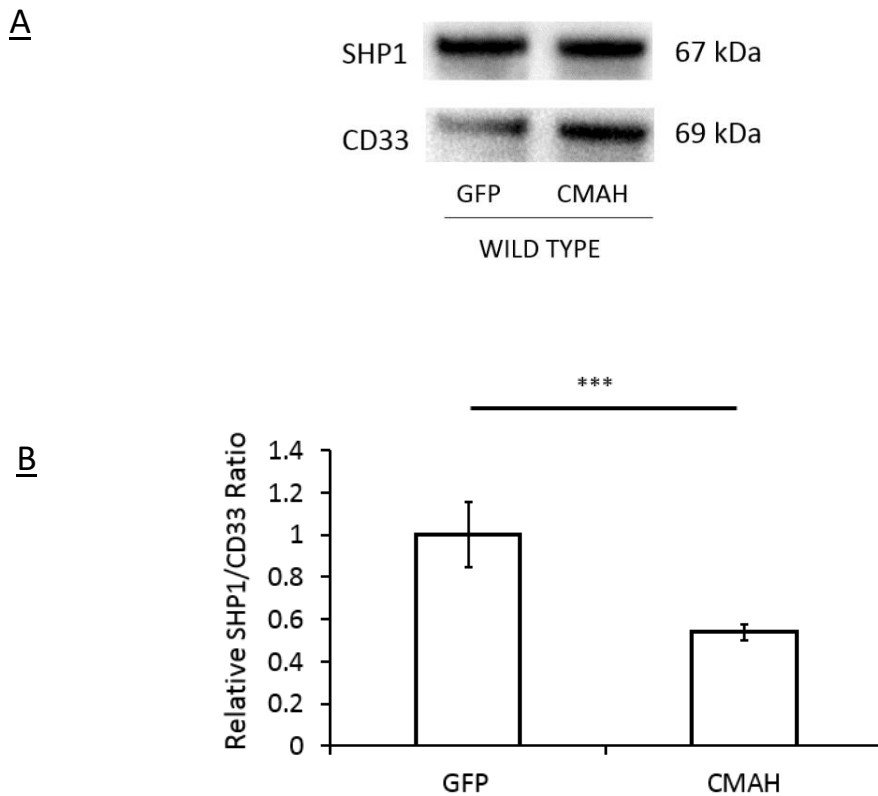 A
SHP1 67 kDa
CD33 69 kDa
GFP CMAH
WILD TYPE
***
B
Relative SHP1/CD33 Ratio
1.4
1.2
1
0.8
0.6
0.4
0.2
0
GFP CMAH